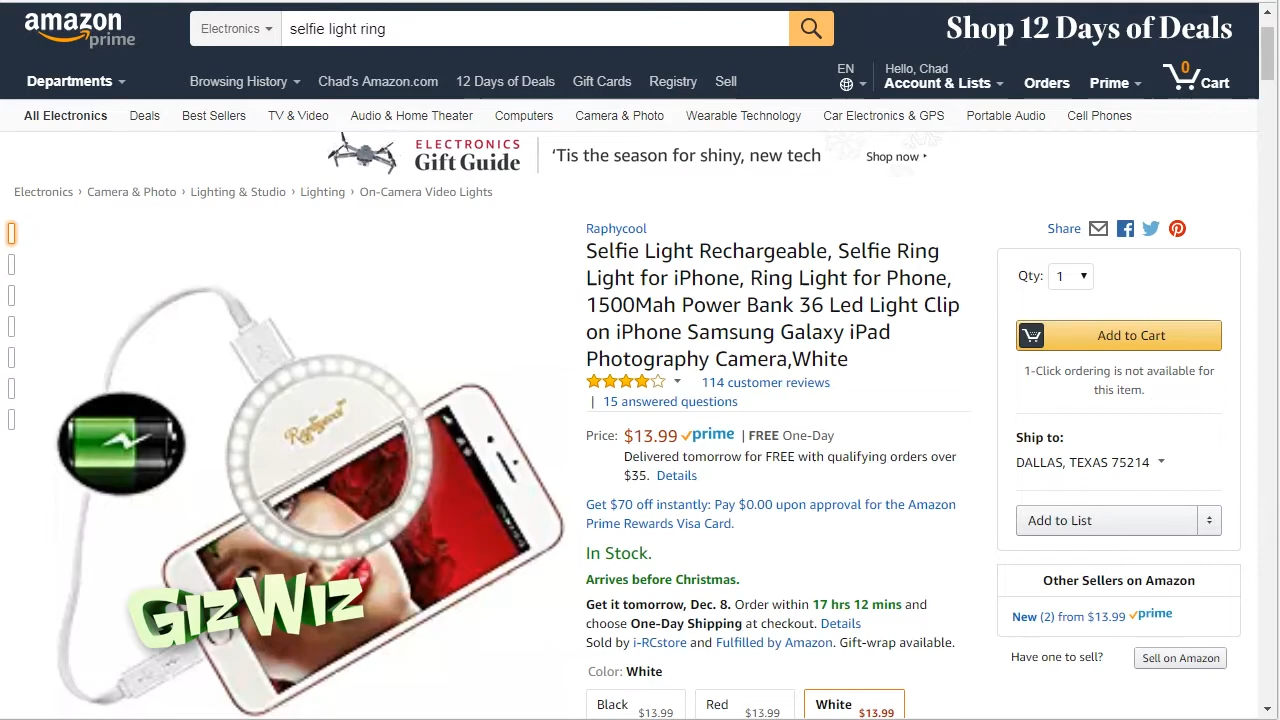 amazon
prime
Electronics
selfie light ring
Shop 12 Days of Deals
Departments
Browsing History
Chad's Amazon.com
12 Days of Deals
Gift Cards
Registry
Sell
EN
Hello, Chad
Account & Lists
Orders
Prime
0
Cart
All Electronics
Deals
Best Sellers
TV & Video
Audio & Home Theater
Computers
Camera & Photo
Wearable Technology
Car Electronics & GPS
Portable Audio
Cell Phones
ELECTRONICS
Gift Guide
‘Tis the season for shiny, new tech
Shop now ‣
Electronics › Camera & Photo › Lighting & Studio › Lighting › On-Camera Video Lights
Raphycool
Selfie Light Rechargeable, Selfie Ring
Light for iPhone, Ring Light for Phone,
1500Mah Power Bank 36 Led Light Clip
on iPhone Samsung Galaxy iPad
Photography Camera,White
114 customer reviews
| 15 answered questions
Price: $13.99 prime | FREE One-Day
Delivered tomorrow for FREE with qualifying orders over
$35. Details
Get $70 off instantly: Pay $0.00 upon approval for the Amazon
Prime Rewards Visa Card.
In Stock.
Arrives before Christmas.
Get it tomorrow, Dec. 8. Order within 17 hrs 12 mins and
choose One-Day Shipping at checkout. Details
Sold by i-RCstore and Fulfilled by Amazon. Gift-wrap available.
Color: White
Black
$13.99
Red
$13.99
White
$13.99
GizWiz
Share
Qty: 1
Add to Cart
1-Click ordering is not available for
this item.
Ship to:
DALLAS, TEXAS 75214
Add to List
Other Sellers on Amazon
New (2) from $13.99 prime
Have one to sell?
Sell on Amazon